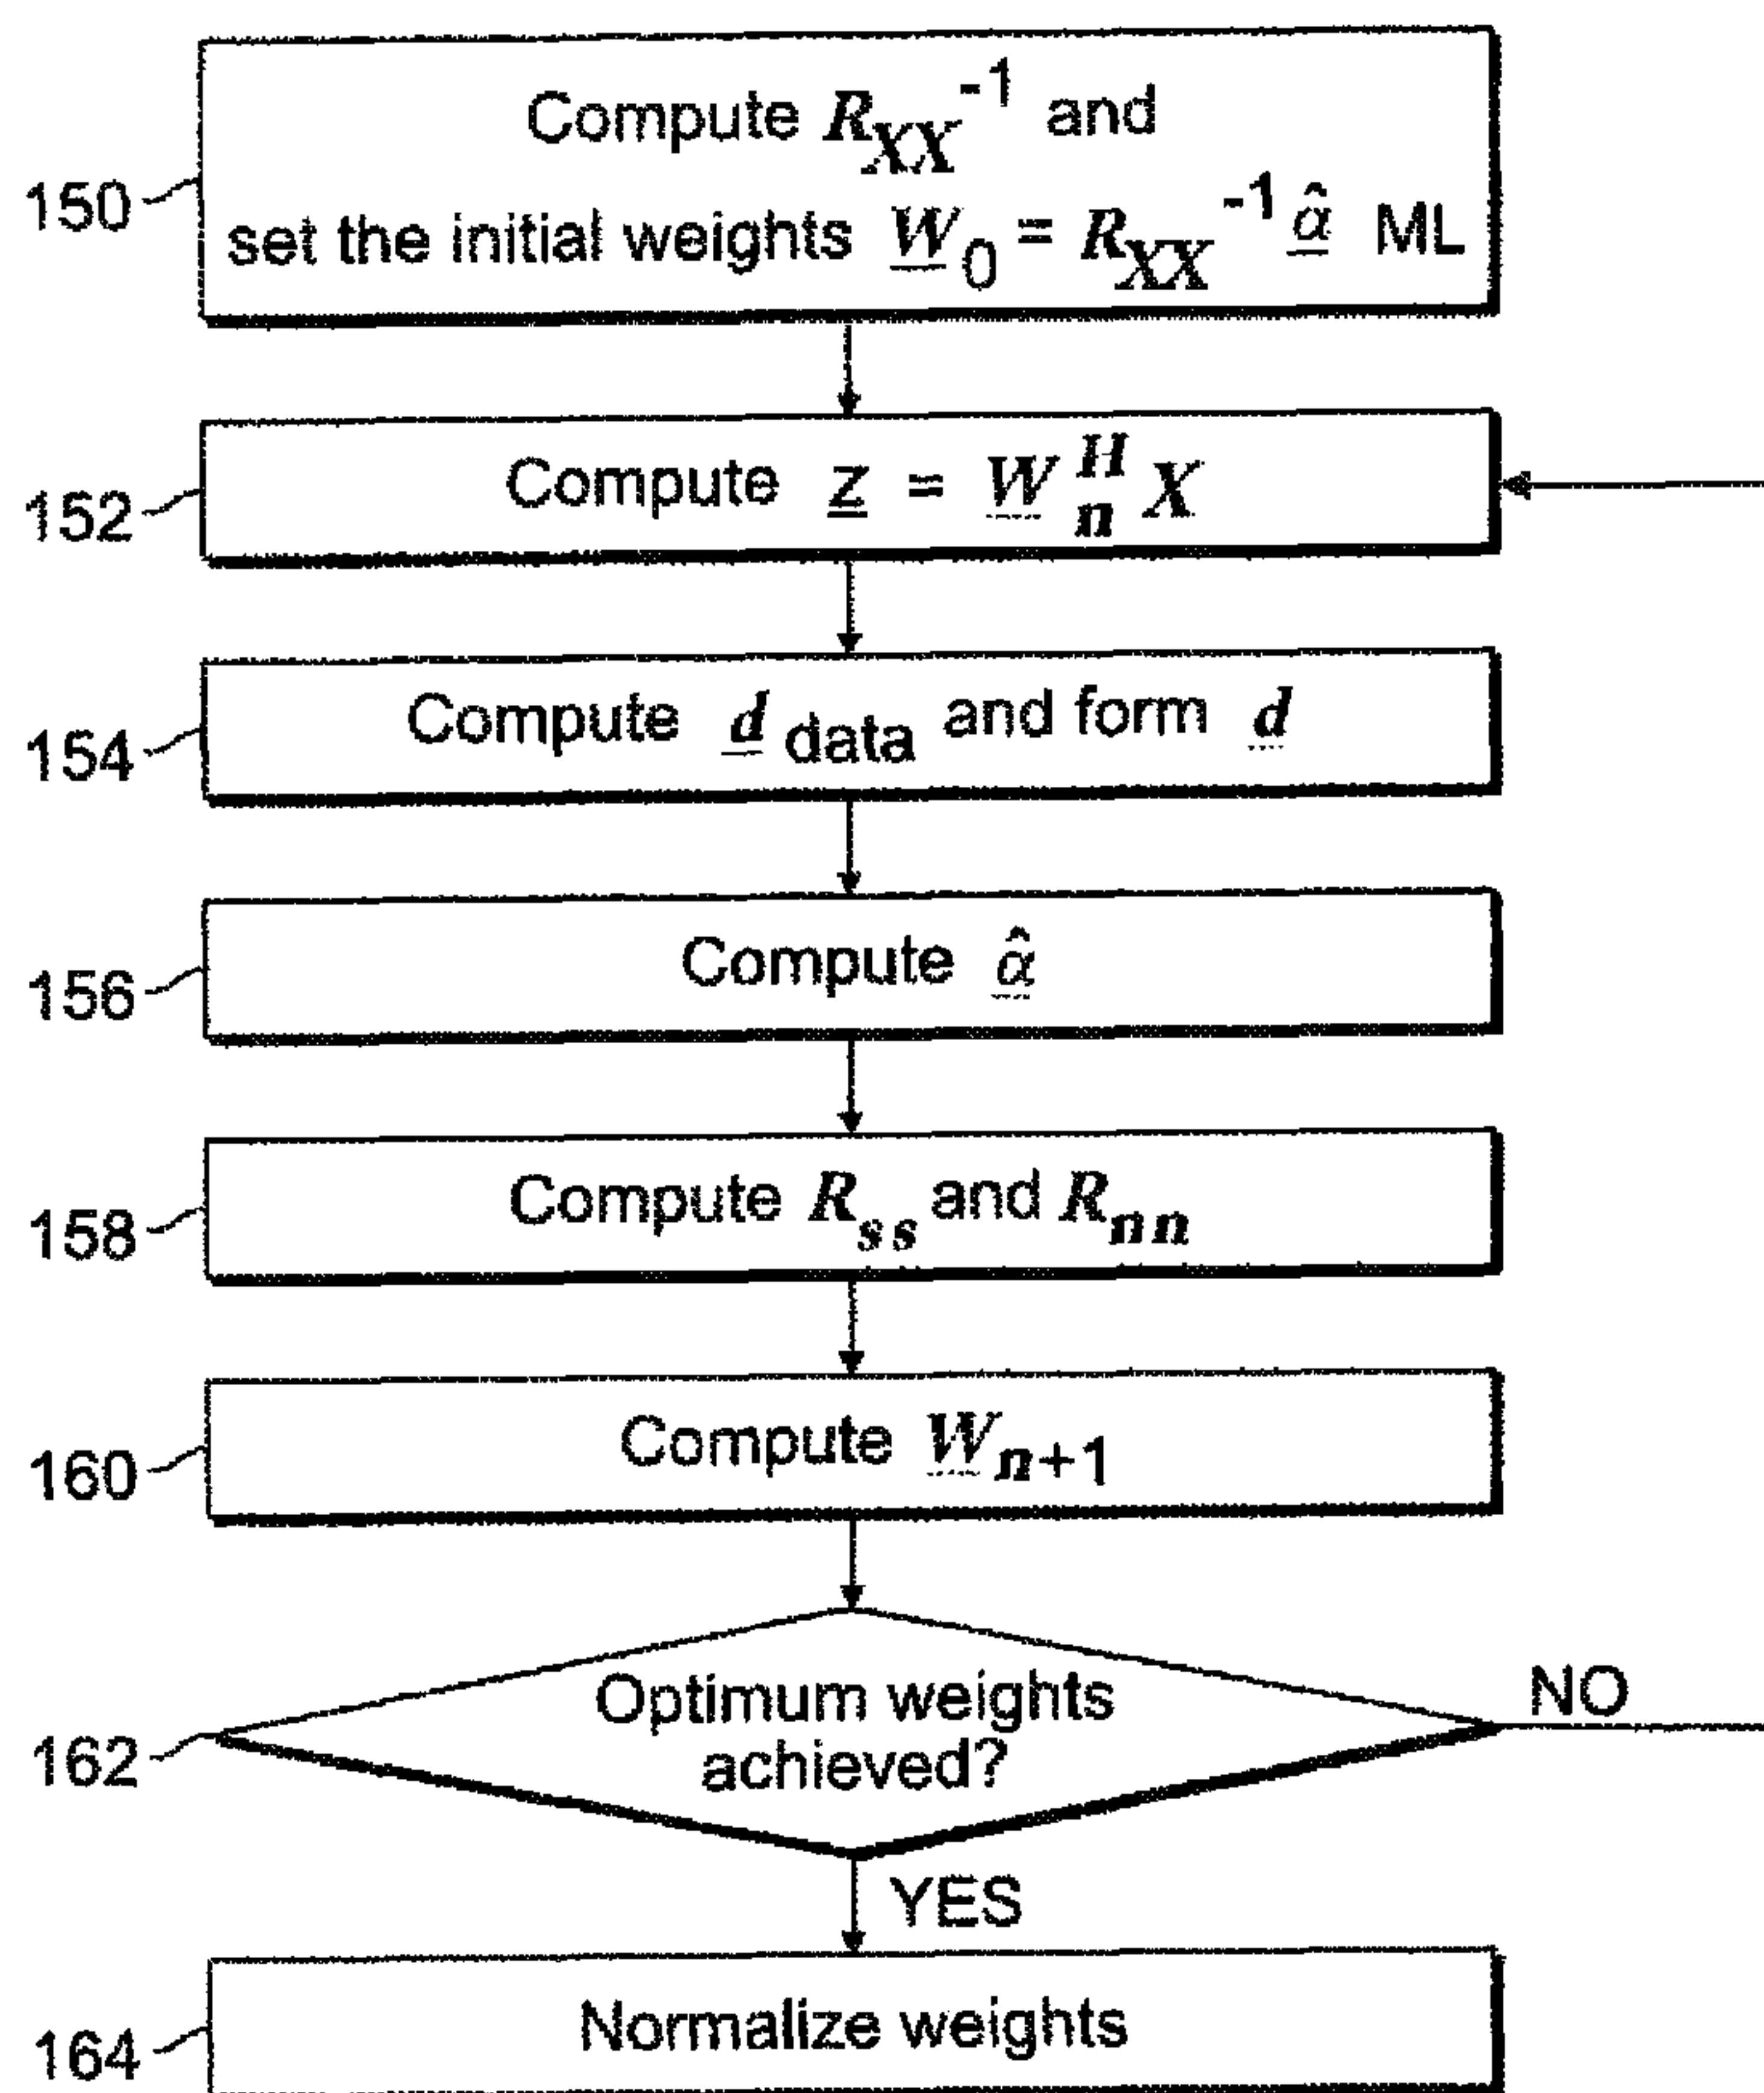 Compute R_XX^-1 and
150
set the initial weights W_0 = R_XX^-1 α̂ ML
152
Compute z = W_n^H X
154
Compute d_data and form d
156
Compute α̂
158
Compute R_ss and R_nn
160
Compute W_n+1
162
Optimum weights
achieved?
NO
YES
164
Normalize weights